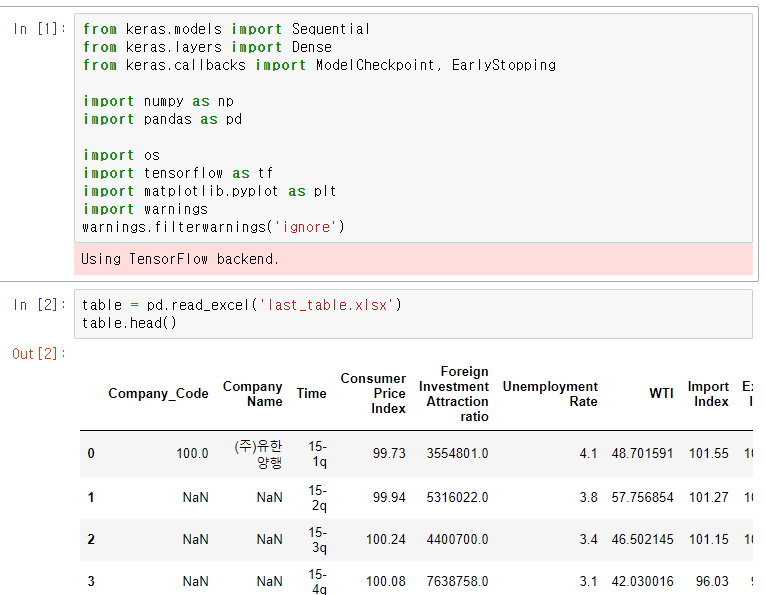 In [1]:
from keras.models import Sequential
from keras.layers import Dense
from keras.callbacks import ModelCheckpoint, EarlyStopping
import numpy as np
import pandas as pd
import os
import tensorflow as tf
import matplotlib.pyplot as plt
import warnings
warnings.filterwarnings('ignore')
Using TensorFlow backend.
In [2]:
table = pd.read_excel('last_table.xlsx')
table.head()
Out[2]:
Company_Code Company Name Time Consumer Price Index Foreign Investment Attraction ratio Unemployment Rate WTI Import Index
0 100.0 (주)유한양행 15-1q 99.73 3554801.0 4.1 48.701591 101.55
1 NaN NaN 15-2q 99.94 5316022.0 3.8 57.756854 101.27
2 NaN NaN 15-3q 100.24 4400700.0 3.4 46.502145 101.15
3 NaN NaN 15-4q 100.08 7638758.0 3.1 42.030016 96.03